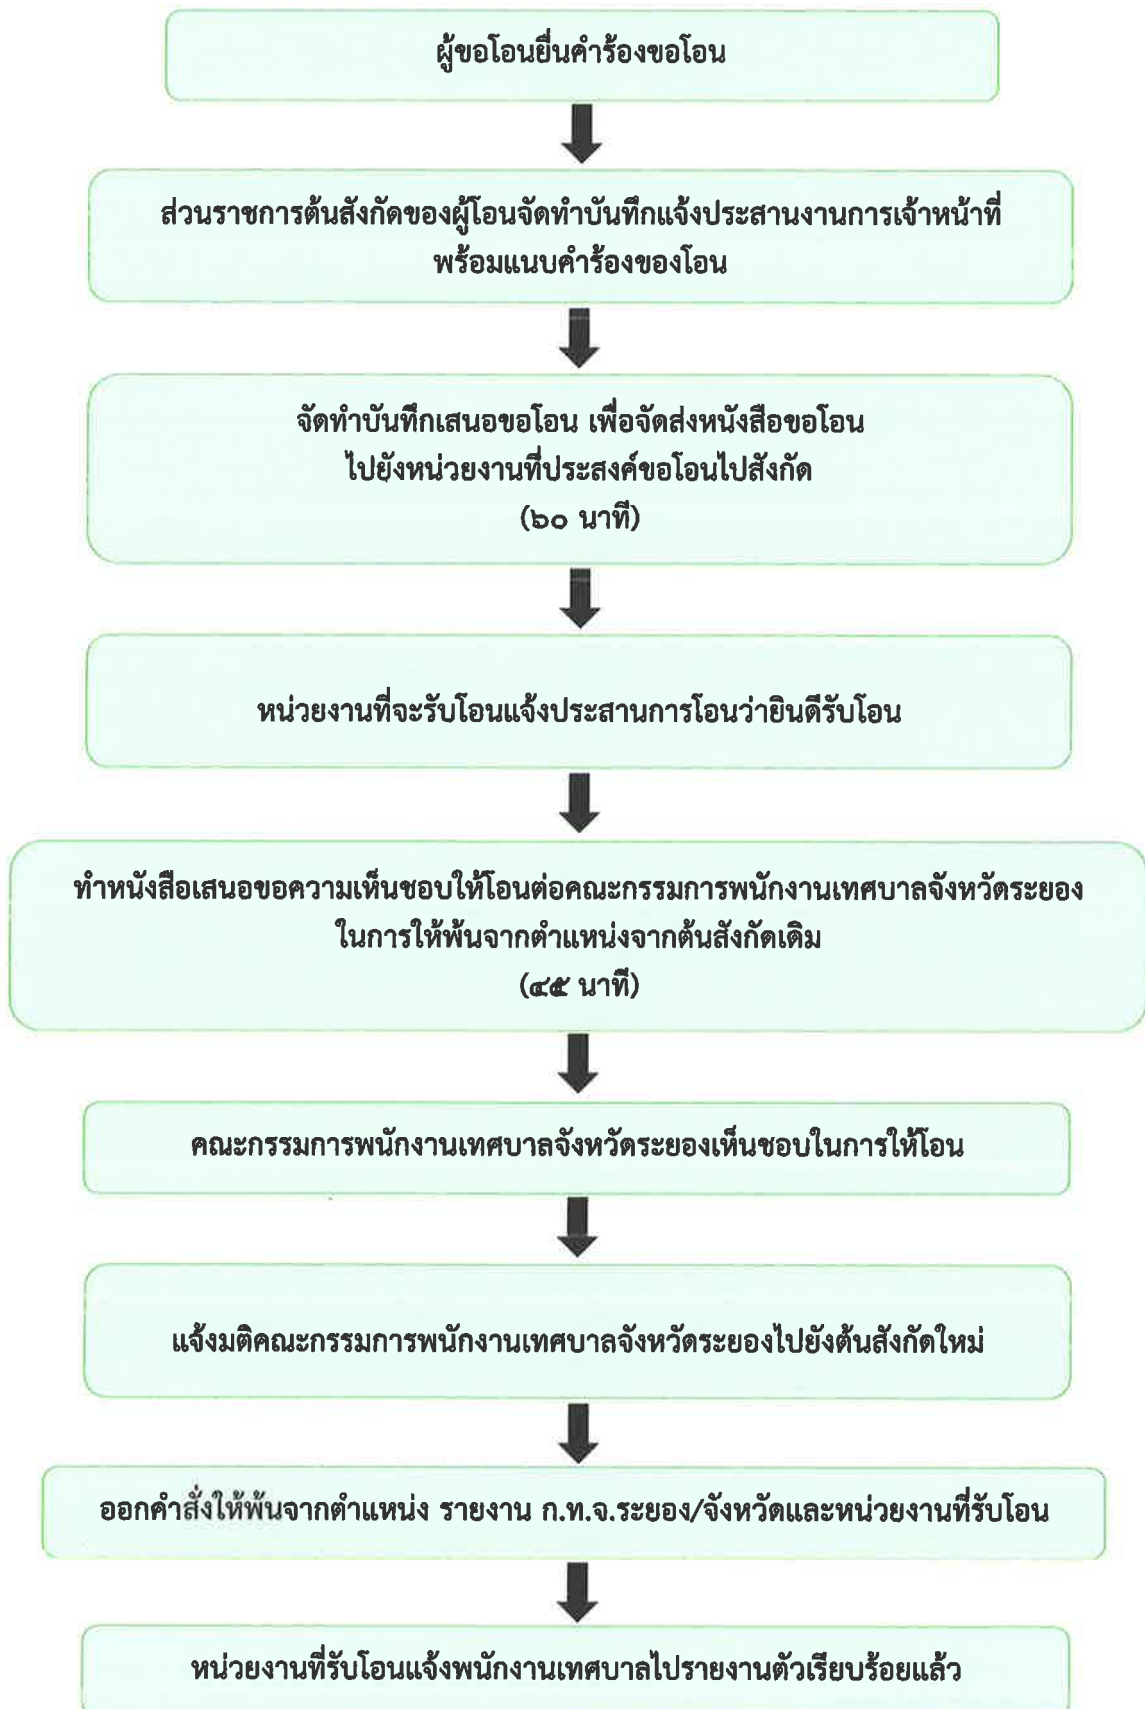 ผู้ขอโอนยื่นคำร้องขอโอน
ส่วนราชการต้นสังกัดของผู้โอนจัดทำบันทึกแจ้งประสานงานการเจ้าหน้าที่
พร้อมแนบคำร้องของโอน
จัดทำบันทึกเสนอขอโอน เพื่อจัดส่งหนังสือขอโอน
ไปยังหน่วยงานที่ประสงค์ขอโอนไปสังกัด
(๖๐ นาที)
หน่วยงานที่จะรับโอนแจ้งประสานการโอนว่ายินดีรับโอน
ทำหนังสือเสนอขอความเห็นชอบให้โอนต่อคณะกรรมการพนักงานเทศบาลจังหวัดระยอง
ในการให้พ้นจากตำแหน่งจากต้นสังกัดเดิม
(๔๕ นาที)
คณะกรรมการพนักงานเทศบาลจังหวัดระยองเห็นชอบในการให้โอน
แจ้งมติคณะกรรมการพนักงานเทศบาลจังหวัดระยองไปยังต้นสังกัดใหม่
ออกคำสั่งให้พ้นจากตำแหน่ง รายงาน ก.ท.จ.ระยอง/จังหวัดและหน่วยงานที่รับโอน
หน่วยงานที่รับโอนแจ้งพนักงานเทศบาลไปรายงานตัวเรียบร้อยแล้ว